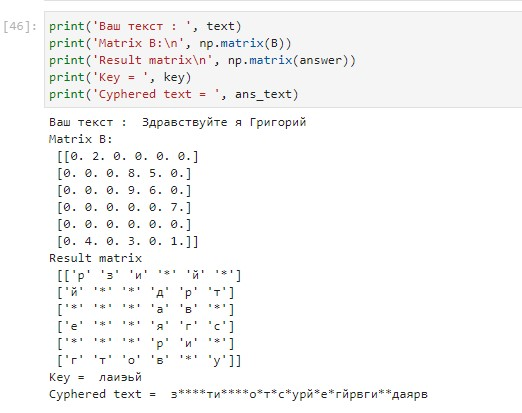 [46]: print('Ваш текст : ', text)
print('Matrix B:\n', np.matrix(B))
print('Result matrix\n', np.matrix(answer))
print('Key = ', key)
print('Cyphered text = ', ans_text)
Ваш текст :  Здравствуйте я Григорий
Matrix B:
 [[0. 2. 0. 0. 0. 0.]
 [0. 0. 0. 8. 5. 0.]
 [0. 0. 0. 9. 6. 0.]
 [0. 0. 0. 0. 0. 7.]
 [0. 0. 0. 0. 0. 0.]
 [0. 4. 0. 3. 0. 1.]]
Result matrix
 [['р' 'з' 'и' '*' 'й' '*']
 ['й' '*' '*' 'д' 'р' 'т']
 ['*' '*' '*' 'а' 'в' '*']
 ['е' '*' '*' 'я' 'г' 'с']
 ['*' '*' '*' 'р' 'и' '*']
 ['г' 'т' 'о' 'в' '*' 'у']]
Key =  лаиэьй
Cyphered text =  з****ти****о*т*с*урй*е*гйрвги**даярв